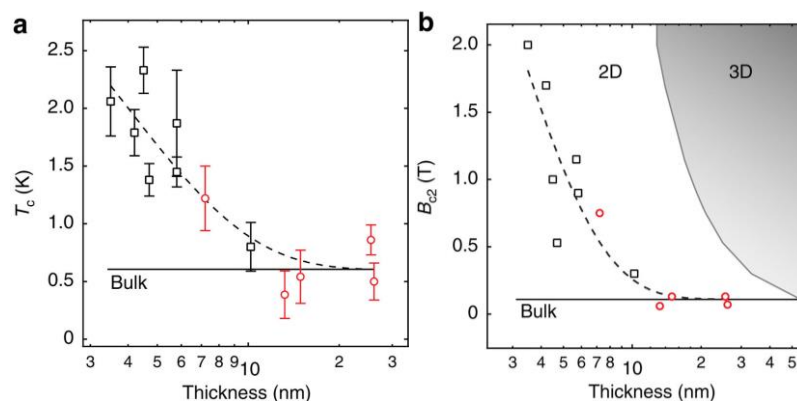 a
2.5
2.0
1.5
1.0
0.5
0
Tc (K)
Bulk
3 4 5 6 7 8 9 10 2 3
Thickness (nm)
b
2.0
1.5
1.0
0.5
0
Bc2 (T)
2D
3D
Bulk
3 4 5 6 7 8 9 10 2 3 4 5
Thickness (nm)